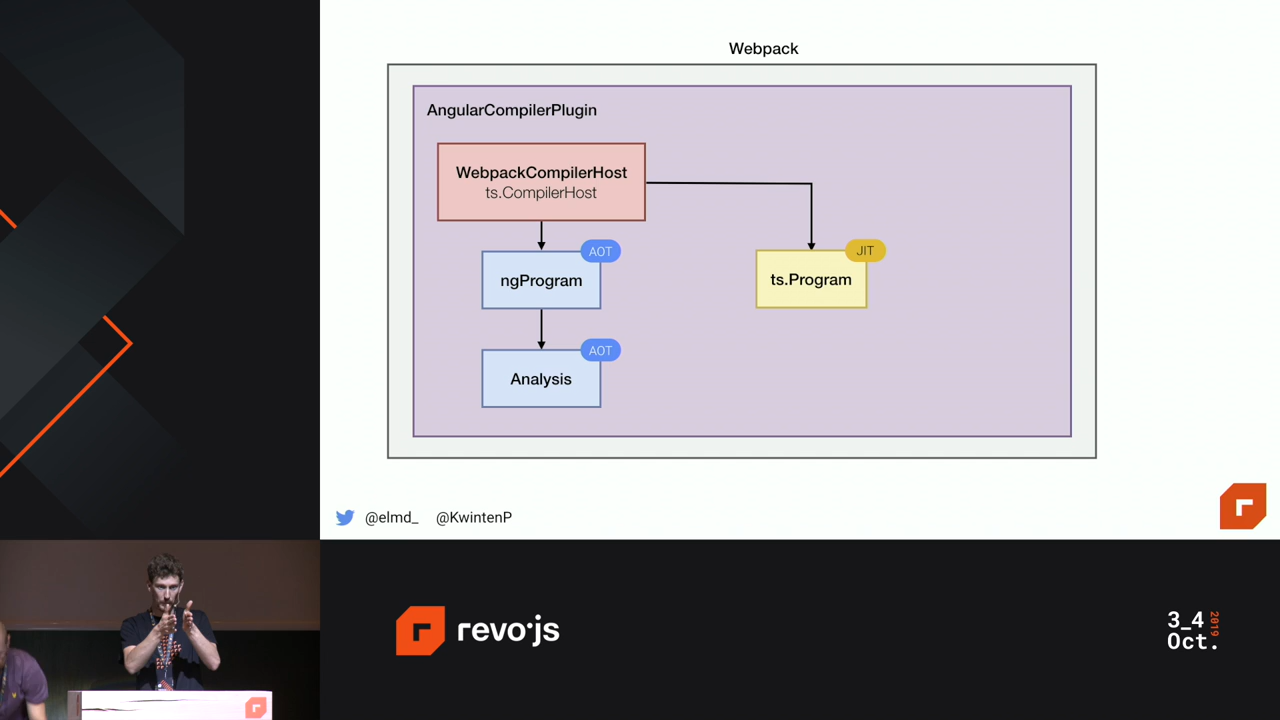 Webpack
AngularCompilerPlugin
WebpackCompilerHost
ts.CompilerHost
AOT
ngProgram
JIT
ts.Program
AOT
Analysis
@elmd_ @KwintenP
revo·js
3_4
Oct.
2019